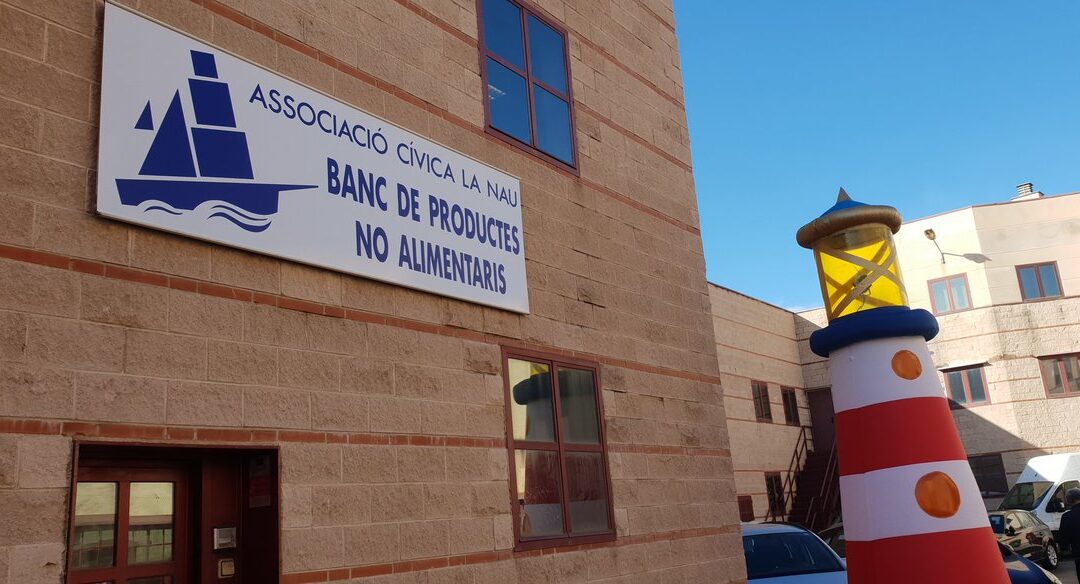 ASSOCIACIÓ CÍVICA LA NAU
BANC DE PRODUCTES
NO ALIMENTARIS